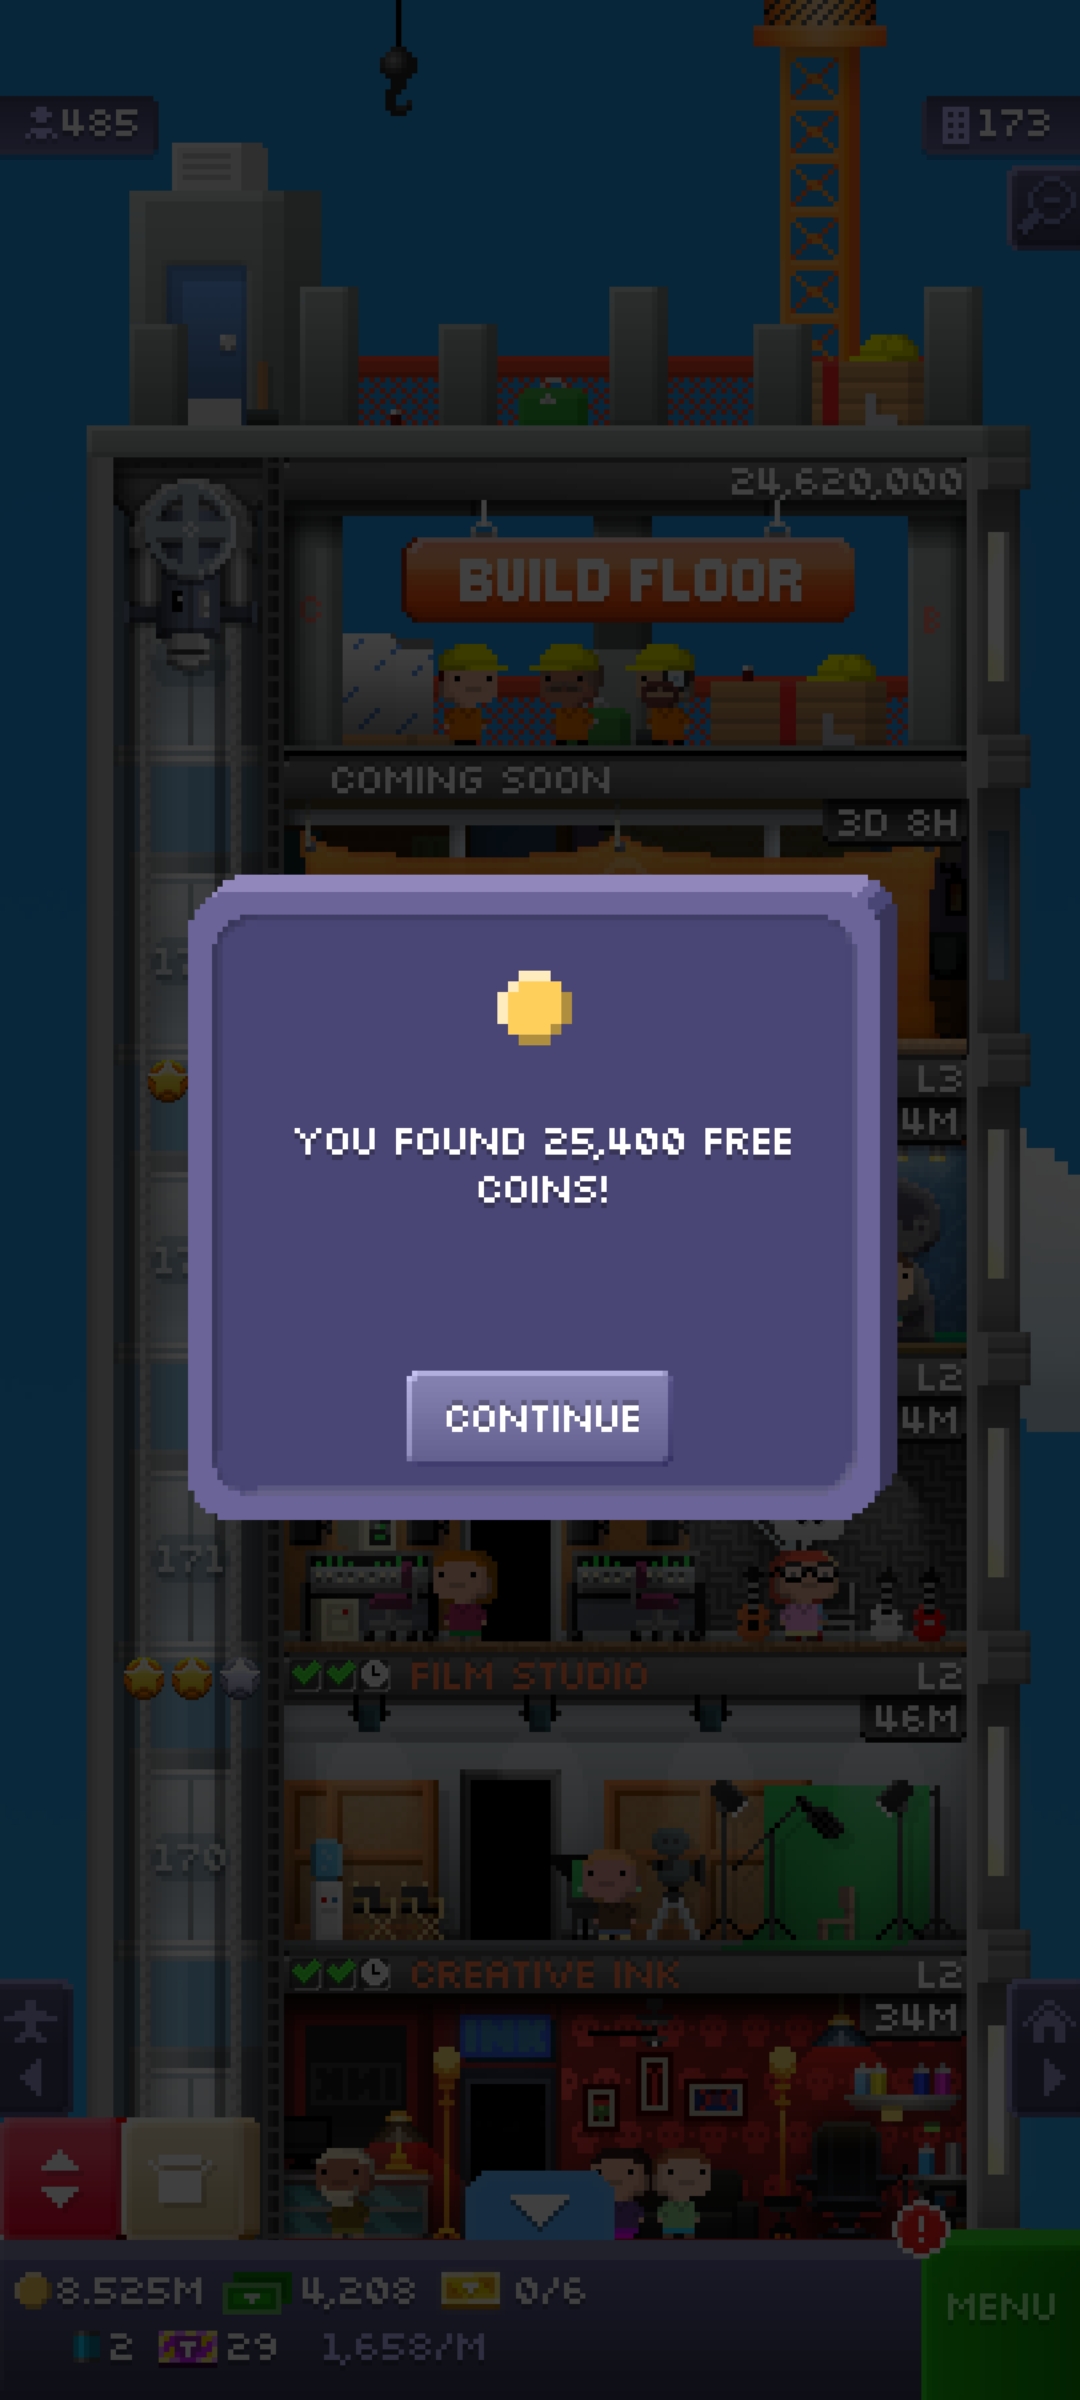 485
173
24,620,000
BUILD FLOOR
C
B
COMING SOON
3D 8H
L3
4M
YOU FOUND 25,400 FREE
COINS!
L2
4M
CONTINUE
171
FILM STUDIO
L2
46M
170
CREATIVE INK
L2
34M
INK
8.525M
4,208
0/6
!
MENU
2
T
29
1,658/M